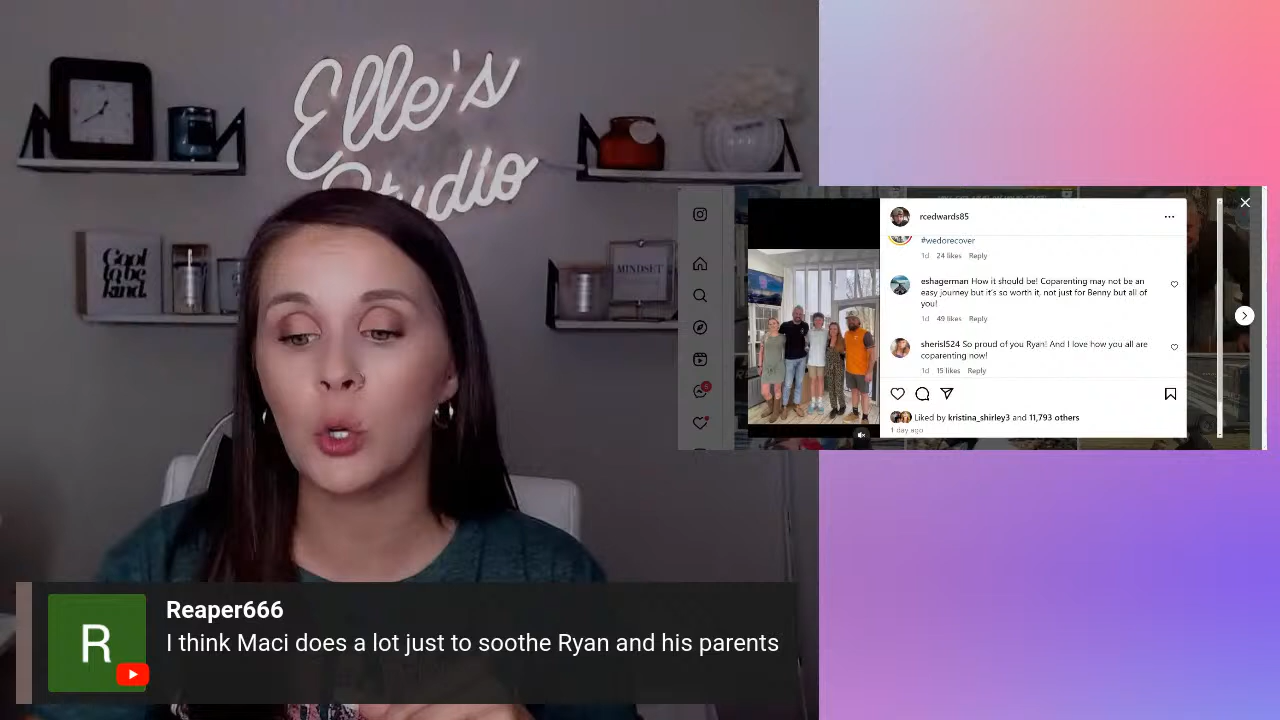 Elle's
Studio
Cool
to be
kind.
MINDSET
rcedwards85
#wedorecover
1d 24 likes Reply
eshagerman How it should be! Coparenting may not be an
easy journey but it's so worth it, not just for Benny but all of
you!
1d 49 likes Reply
sherisl524 So proud of you Ryan! And I love how you all are
coparenting now!
1d 15 likes Reply
Liked by kristina_shirley3 and 11,793 others
1 day ago
6
R
Reaper666
I think Maci does a lot just to soothe Ryan and his parents